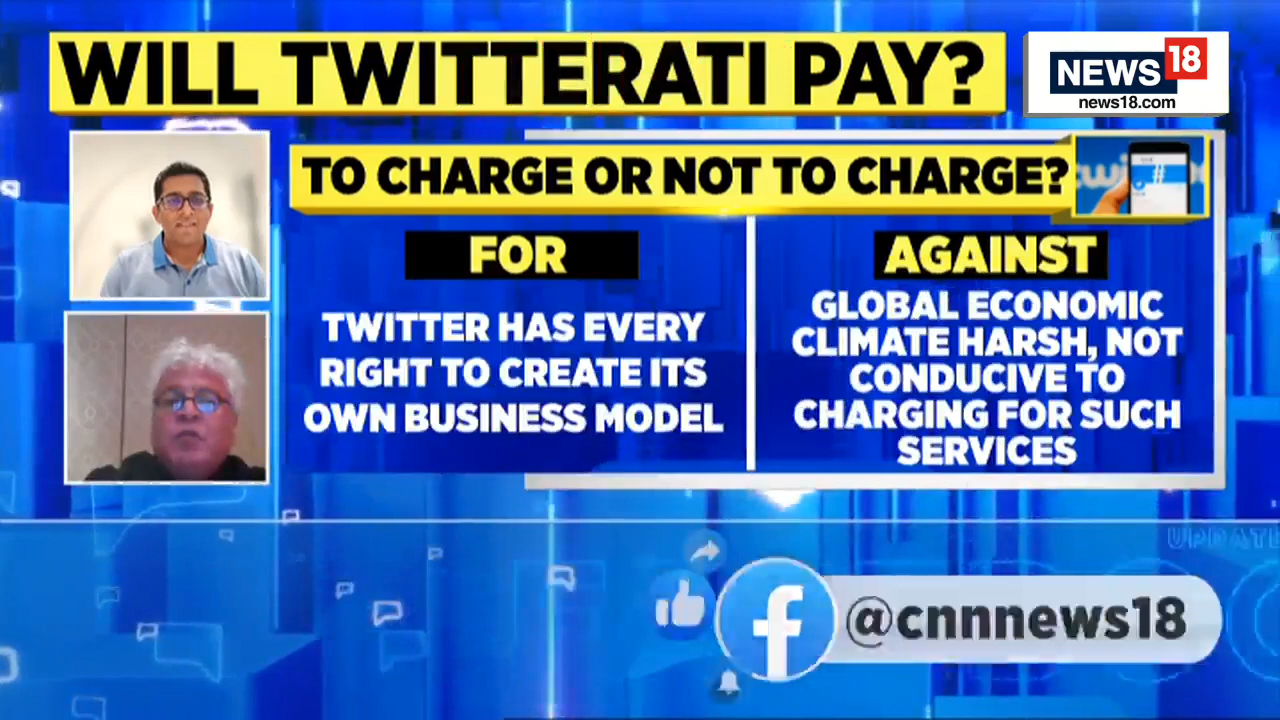 WILL TWITTERATI PAY?
NEWS18
news18.com
TO CHARGE OR NOT TO CHARGE?
#
FOR
AGAINST
TWITTER HAS EVERY
RIGHT TO CREATE ITS
OWN BUSINESS MODEL
GLOBAL ECONOMIC
CLIMATE HARSH, NOT
CONDUCIVE TO
CHARGING FOR SUCH
SERVICES
@cnnnews18